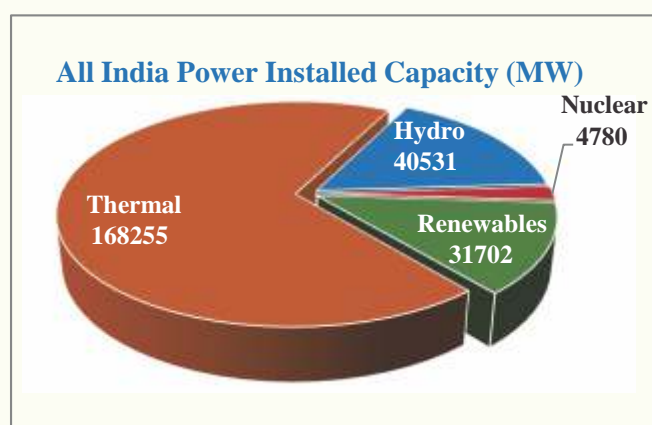 All India Power Installed Capacity (MW)
Nuclear
4780
Hydro
40531
Thermal
168255
Renewables
31702